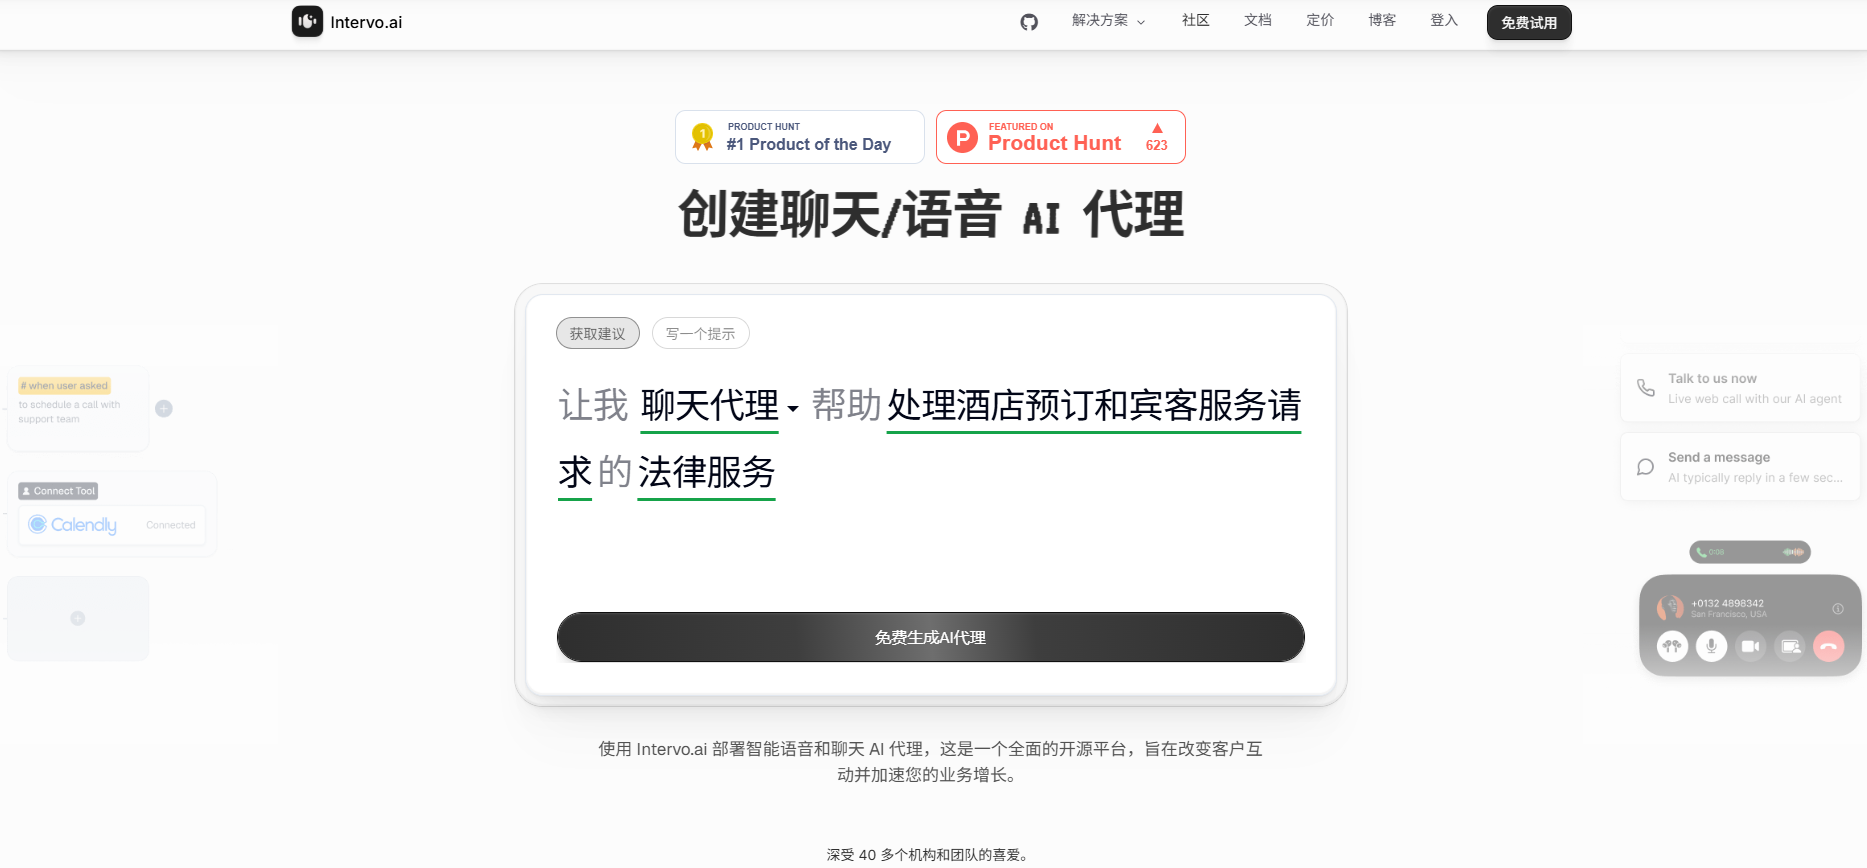 Intervo.ai
解决方案
社区
文档
定价
博客
登入
免费试用
PRODUCT HUNT
#1 Product of the Day
1
FEATURED ON
Product Hunt
623
P
创建聊天/语音 AI 代理
获取建议
写一个提示
让我 聊天代理 帮助 处理酒店预订和宾客服务请
求 的 法律服务
免费生成AI代理
# when user asked
to schedule a call with
support team
Connect Tool
Calendly
Connected
Talk to us now
Live web call with our AI agent
Send a message
AI typically reply in a few sec...
0:08
+0132 4898342
San Francisco, USA
使用 Intervo.ai 部署智能语音和聊天 AI 代理，这是一个全面的开源平台，旨在改变客户互
动并加速您的业务增长。
深受 40 多个机构和团队的喜爱。